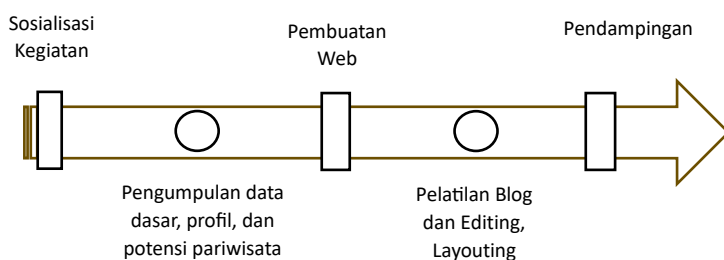 Sosialisasi
Kegiatan
Pengumpulan data
dasar, profil, dan
potensi pariwisata
Pembuatan
Web
Pelatilan Blog
dan Editing,
Layouting
Pendampingan